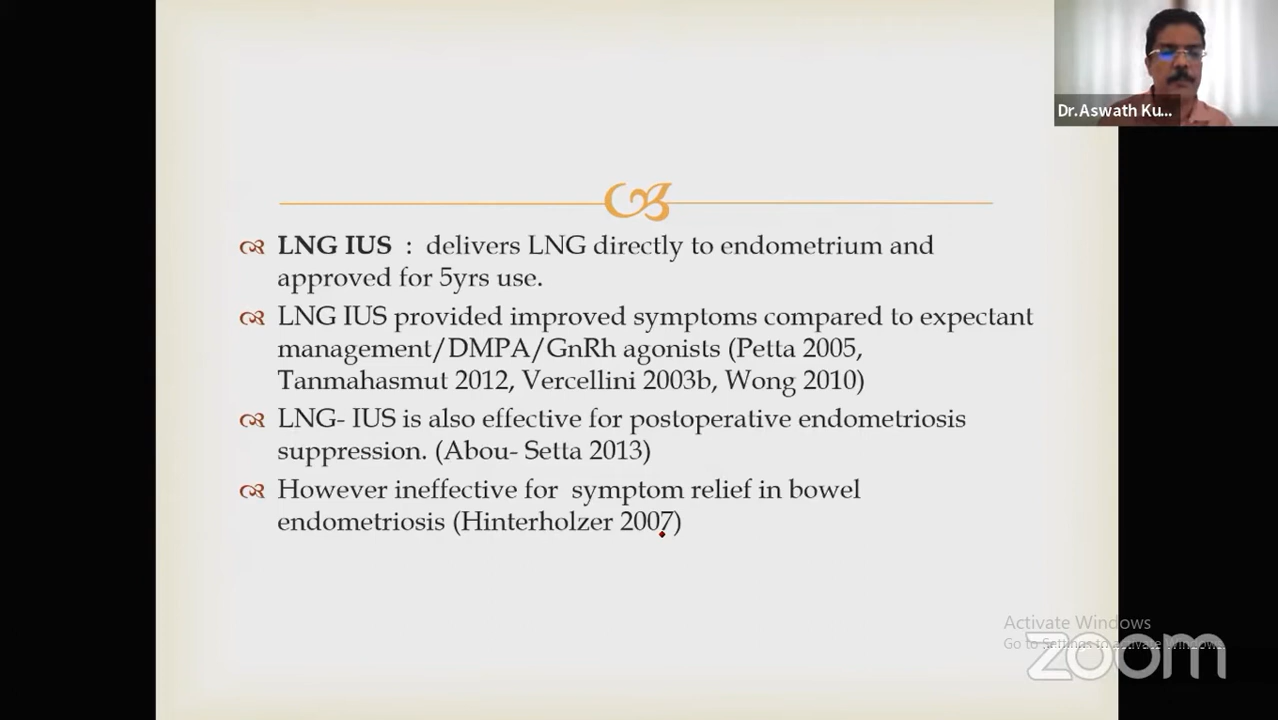 Dr.Aswath Ku...
LNG IUS : delivers LNG directly to endometrium and
approved for 5yrs use.
LNG IUS provided improved symptoms compared to expectant
management/DMPA/GnRh agonists (Petta 2005,
Tanmahasmut 2012, Vercellini 2003b, Wong 2010)
LNG- IUS is also effective for postoperative endometriosis
suppression. (Abou- Setta 2013)
However ineffective for symptom relief in bowel
endometriosis (Hinterholzer 2007)
Activate Windows
Go to Settings to activate Windows.
zoom